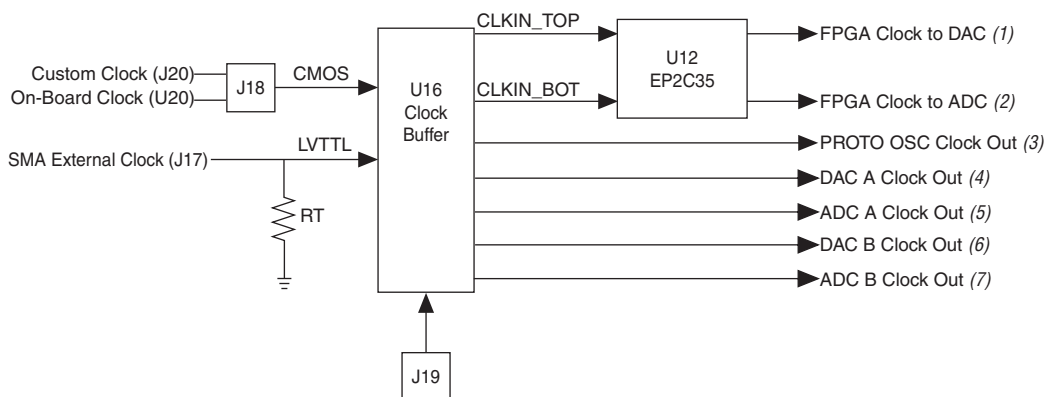 CLKIN_TOP
U12
EP2C35
FPGA Clock to DAC (1)
Custom Clock (J20)
On-Board Clock (U20)
J18
CMOS
U16
Clock
Buffer
CLKIN_BOT
FPGA Clock to ADC (2)
PROTO OSC Clock Out (3)
SMA External Clock (J17)
LVTTL
DAC A Clock Out (4)
RT
ADC A Clock Out (5)
DAC B Clock Out (6)
ADC B Clock Out (7)
J19